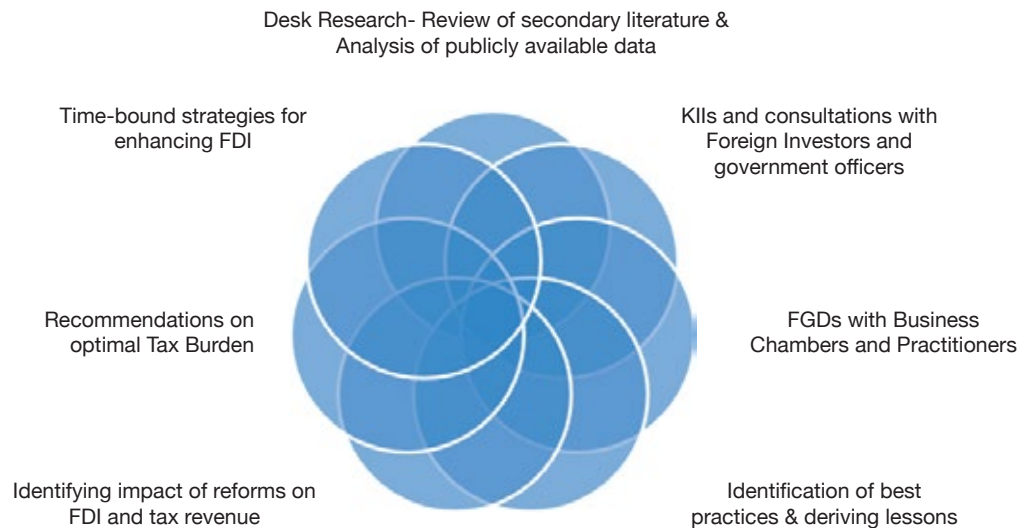 Desk Research- Review of secondary literature &
Analysis of publicly available data
Time-bound strategies for
enhancing FDI
KIIs and consultations with
Foreign Investors and
government officers
Recommendations on
optimal Tax Burden
FGDs with Business
Chambers and Practitioners
Identifying impact of reforms on
FDI and tax revenue
Identification of best
practices & deriving lessons